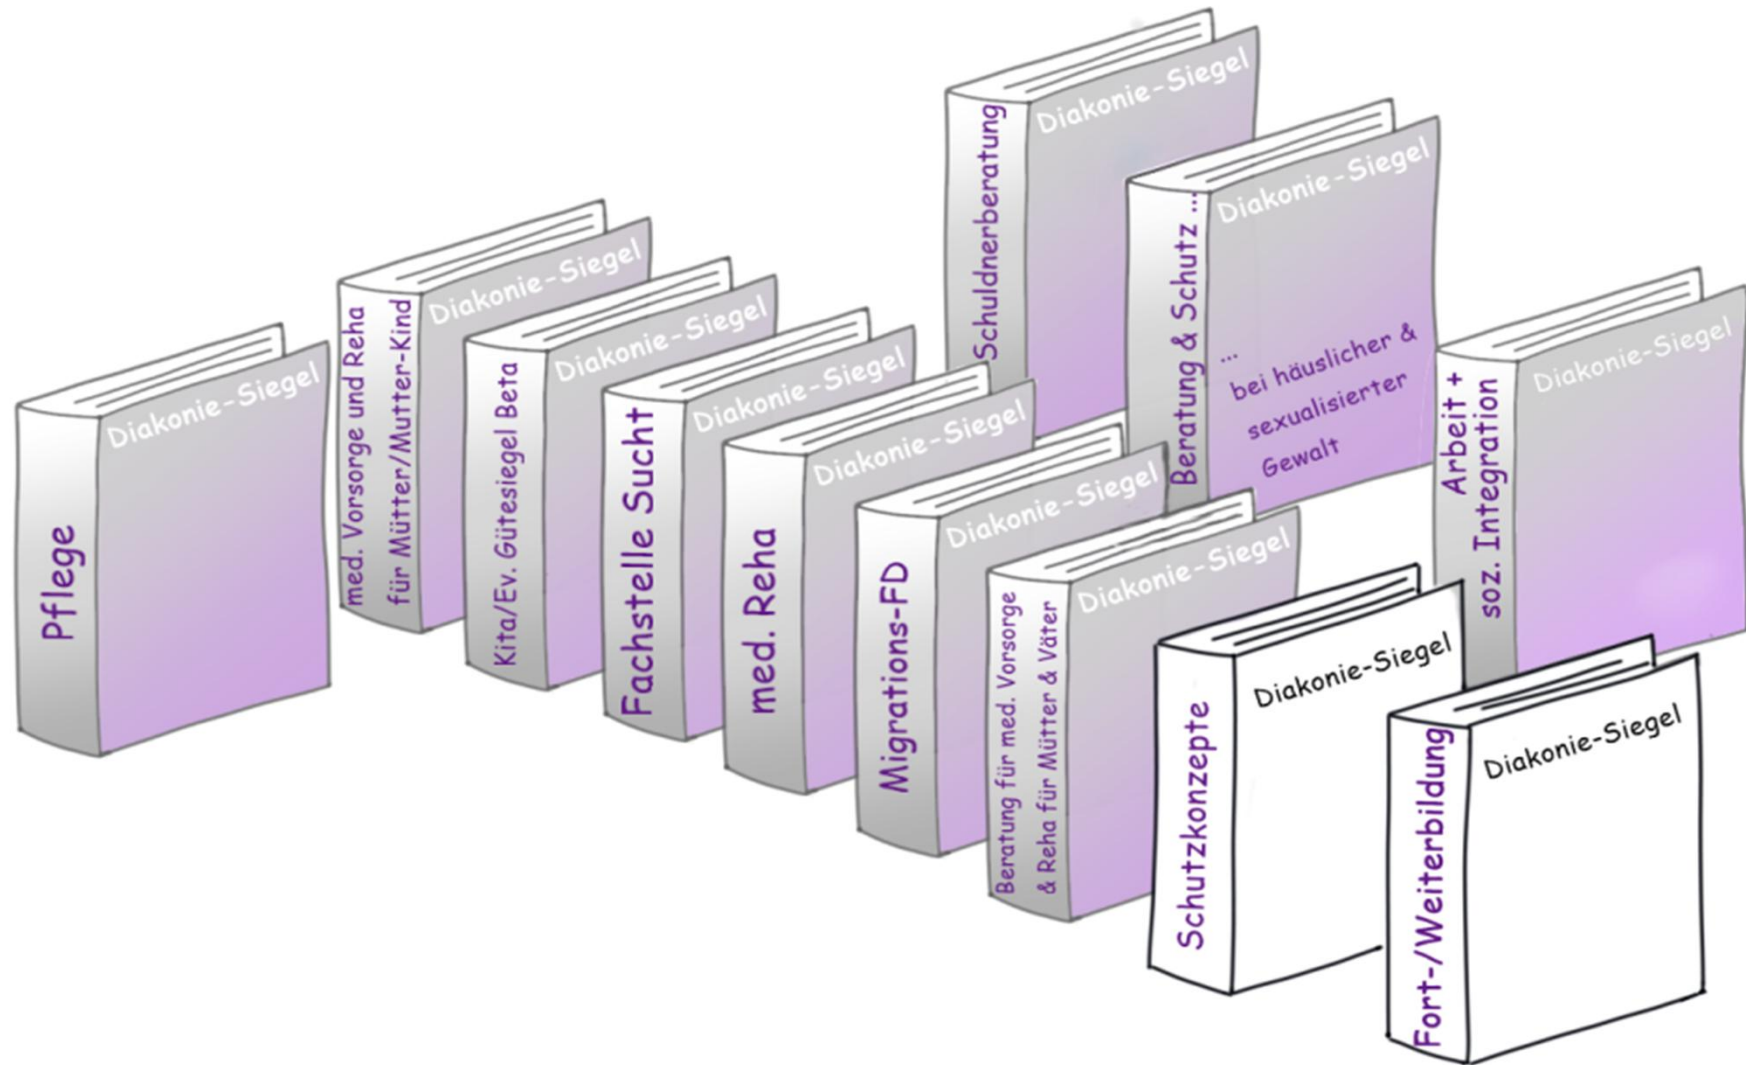 Pflege
Diakonie-Siegel
med. Vorsorge und Reha
für Mütter/Mutter-Kind
Diakonie-Siegel
Kita/Ev. Gütesiegel Beta
Diakonie-Siegel
Fachstelle Sucht
Diakonie-Siegel
med. Reha
Diakonie-Siegel
Migrations-FD
Diakonie-Siegel
Beratung für med. Vorsorge
& Reha für Mütter & Väter
Diakonie-Siegel
Schuldnerberatung
Diakonie-Siegel
Beratung & Schutz ...
Diakonie-Siegel
...
bei häuslicher &
sexualisierter
Gewalt
Arbeit +
soz. Integration
Diakonie-Siegel
Schutzkonzepte
Diakonie-Siegel
Fort-/Weiterbildung
Diakonie-Siegel